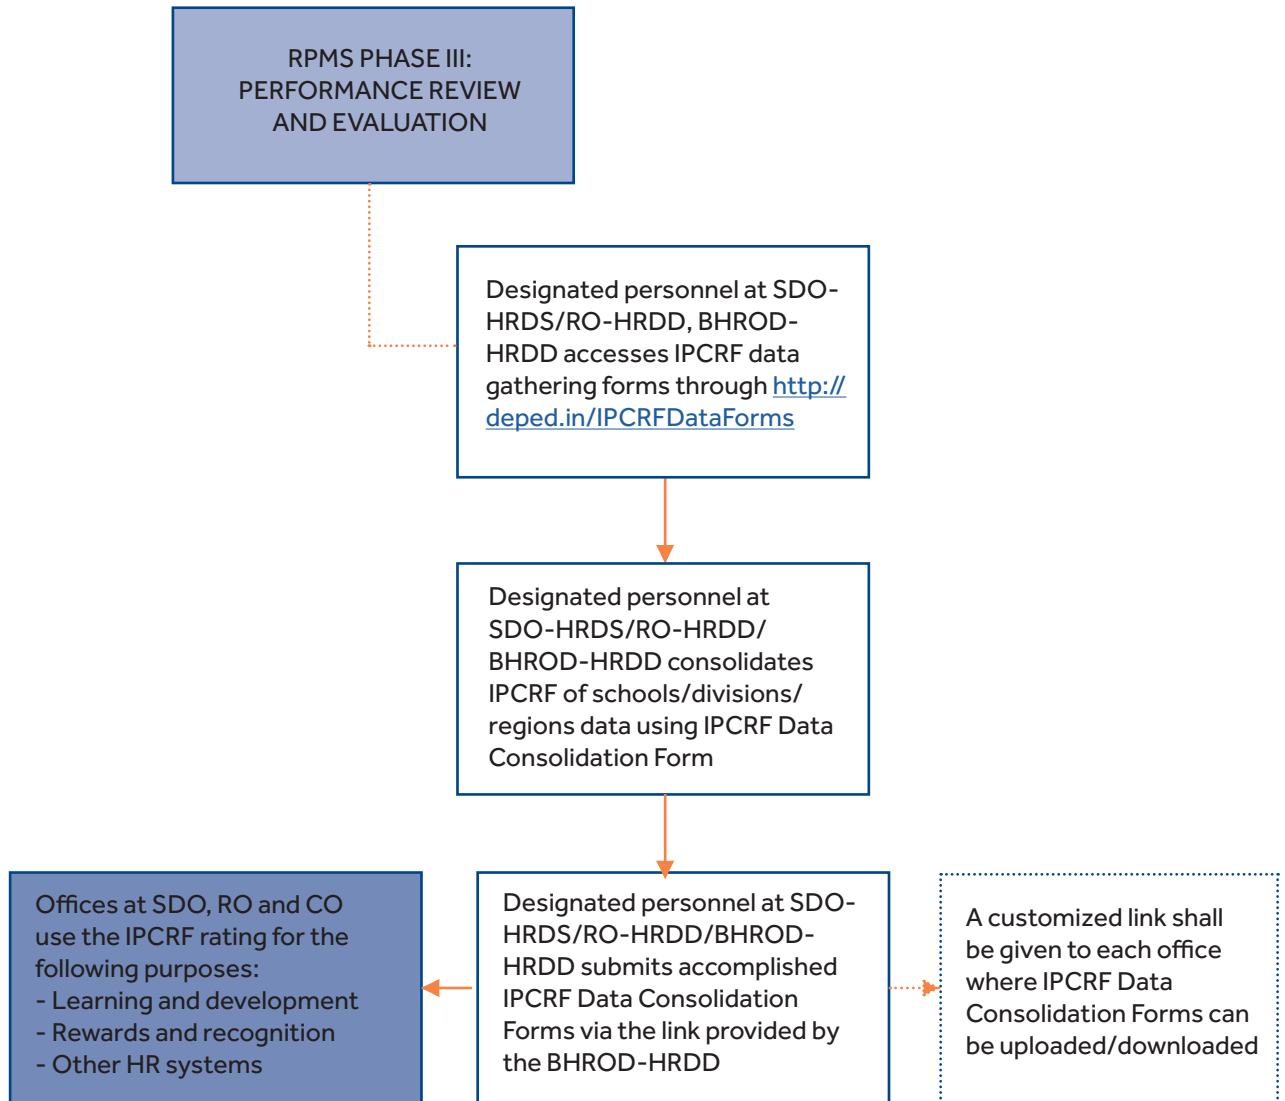 RPMS PHASE III:
PERFORMANCE REVIEW
AND EVALUATION
Designated personnel at SDO-
HRDS/RO-HRDD, BHROD-
HRDD accesses IPCRF data
gathering forms through http://
deped.in/IPCRFDataForms
Designated personnel at
SDO-HRDS/RO-HRDD/
BHROD-HRDD consolidates
IPCRF of schools/divisions/
regions data using IPCRF Data
Consolidation Form
Offices at SDO, RO and CO
use the IPCRF rating for the
following purposes:
- Learning and development
- Rewards and recognition
- Other HR systems
Designated personnel at SDO-
HRDS/RO-HRDD/BHROD-
HRDD submits accomplished
IPCRF Data Consolidation
Forms via the link provided by
the BHROD-HRDD
A customized link shall
be given to each office
where IPCRF Data
Consolidation Forms can
be uploaded/downloaded